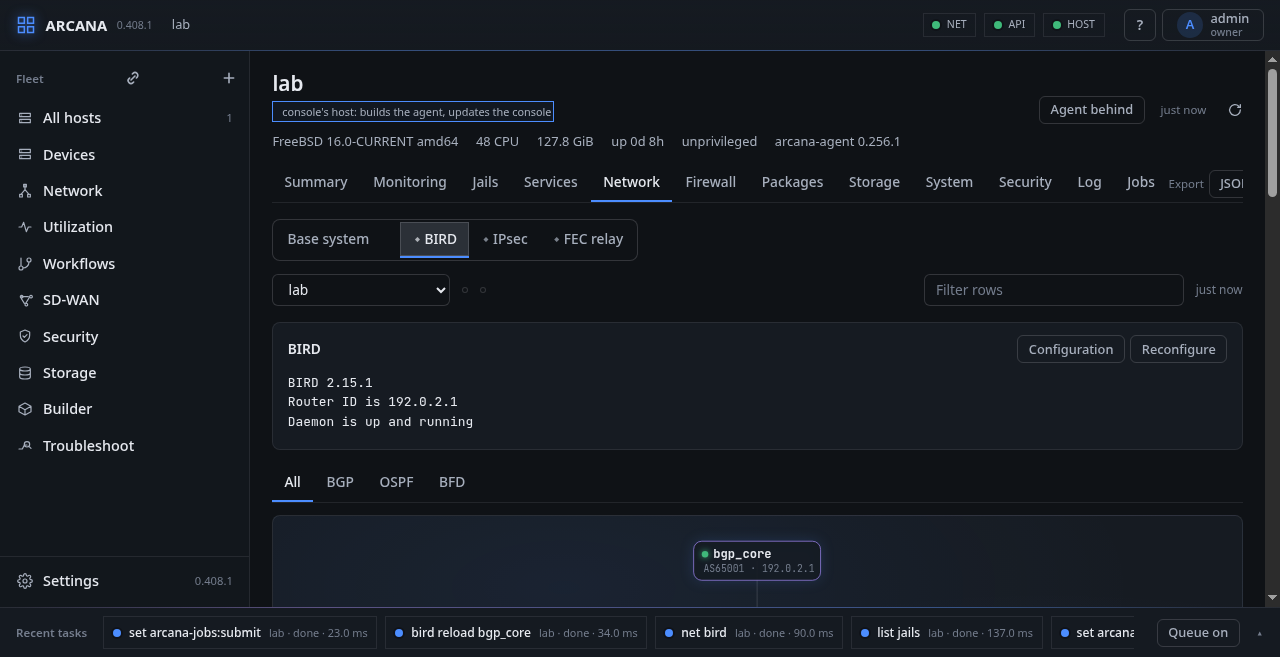 ARCANA 0.408.1 lab NET API HOST ? A admin owner
Fleet
All hosts 1
Devices
Network
Utilization
Workflows
SD-WAN
Security
Storage
Builder
Troubleshoot
Settings 0.408.1
lab
console's host: builds the agent, updates the console
Agent behind just now
FreeBSD 16.0-CURRENT amd64 48 CPU 127.8 GiB up 0d 8h unprivileged arcana-agent 0.256.1
Summary Monitoring Jails Services Network Firewall Packages Storage System Security Log Jobs Export JSO
Base system BIRD IPsec FEC relay
lab Filter rows just now
BIRD Configuration Reconfigure
BIRD 2.15.1
Router ID is 192.0.2.1
Daemon is up and running
All BGP OSPF BFD
bgp_core
AS65001 · 192.0.2.1
Recent tasks set arcana-jobs:submit lab · done · 23.0 ms bird reload bgp_core lab · done · 34.0 ms net bird lab · done · 90.0 ms list jails lab · done · 137.0 ms set arcana Queue on